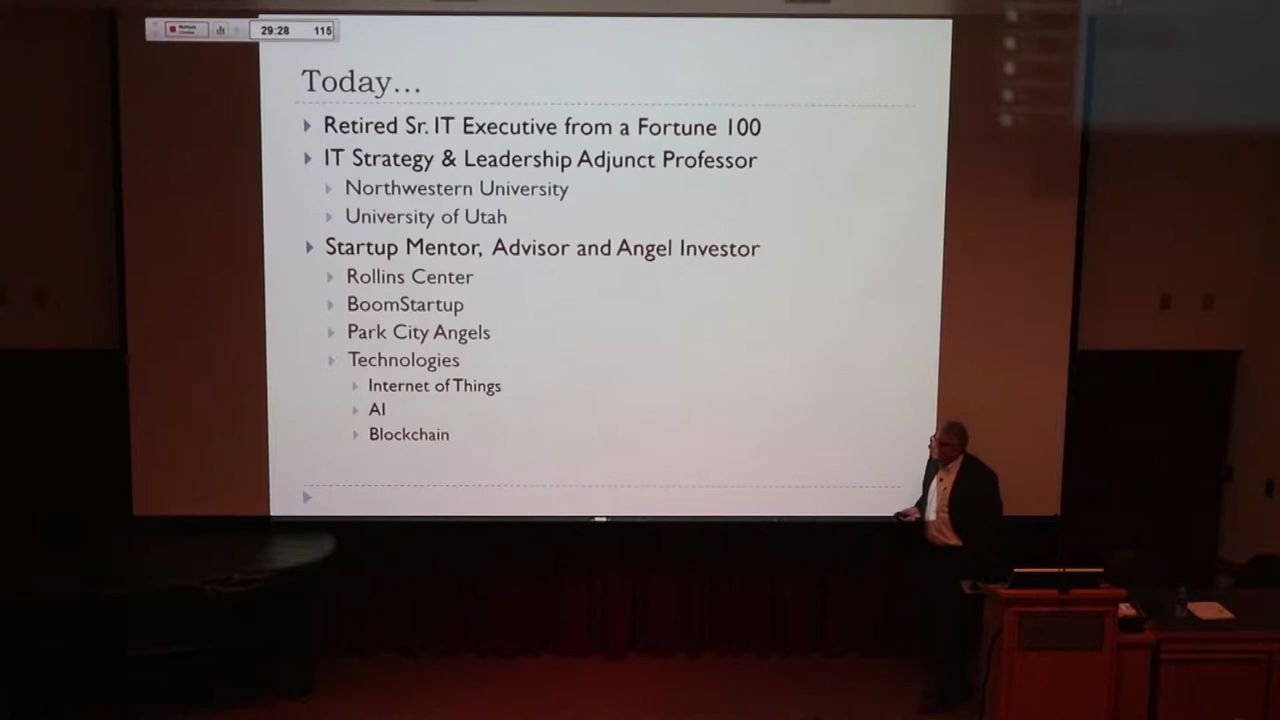 29:28 115
Today...
Retired Sr. IT Executive from a Fortune 100
IT Strategy & Leadership Adjunct Professor
Northwestern University
University of Utah
Startup Mentor, Advisor and Angel Investor
Rollins Center
BoomStartup
Park City Angels
Technologies
Internet of Things
AI
Blockchain